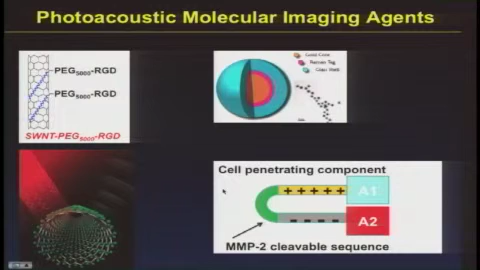 Photoacoustic Molecular Imaging Agents
PEG5000-RGD
PEG5000-RGD
SWNT-PEG5000-RGD
Gold Core
Raman Tag
Glass Shell
Cell penetrating component
+ + + + +
A1
A2
MMP-2 cleavable sequence